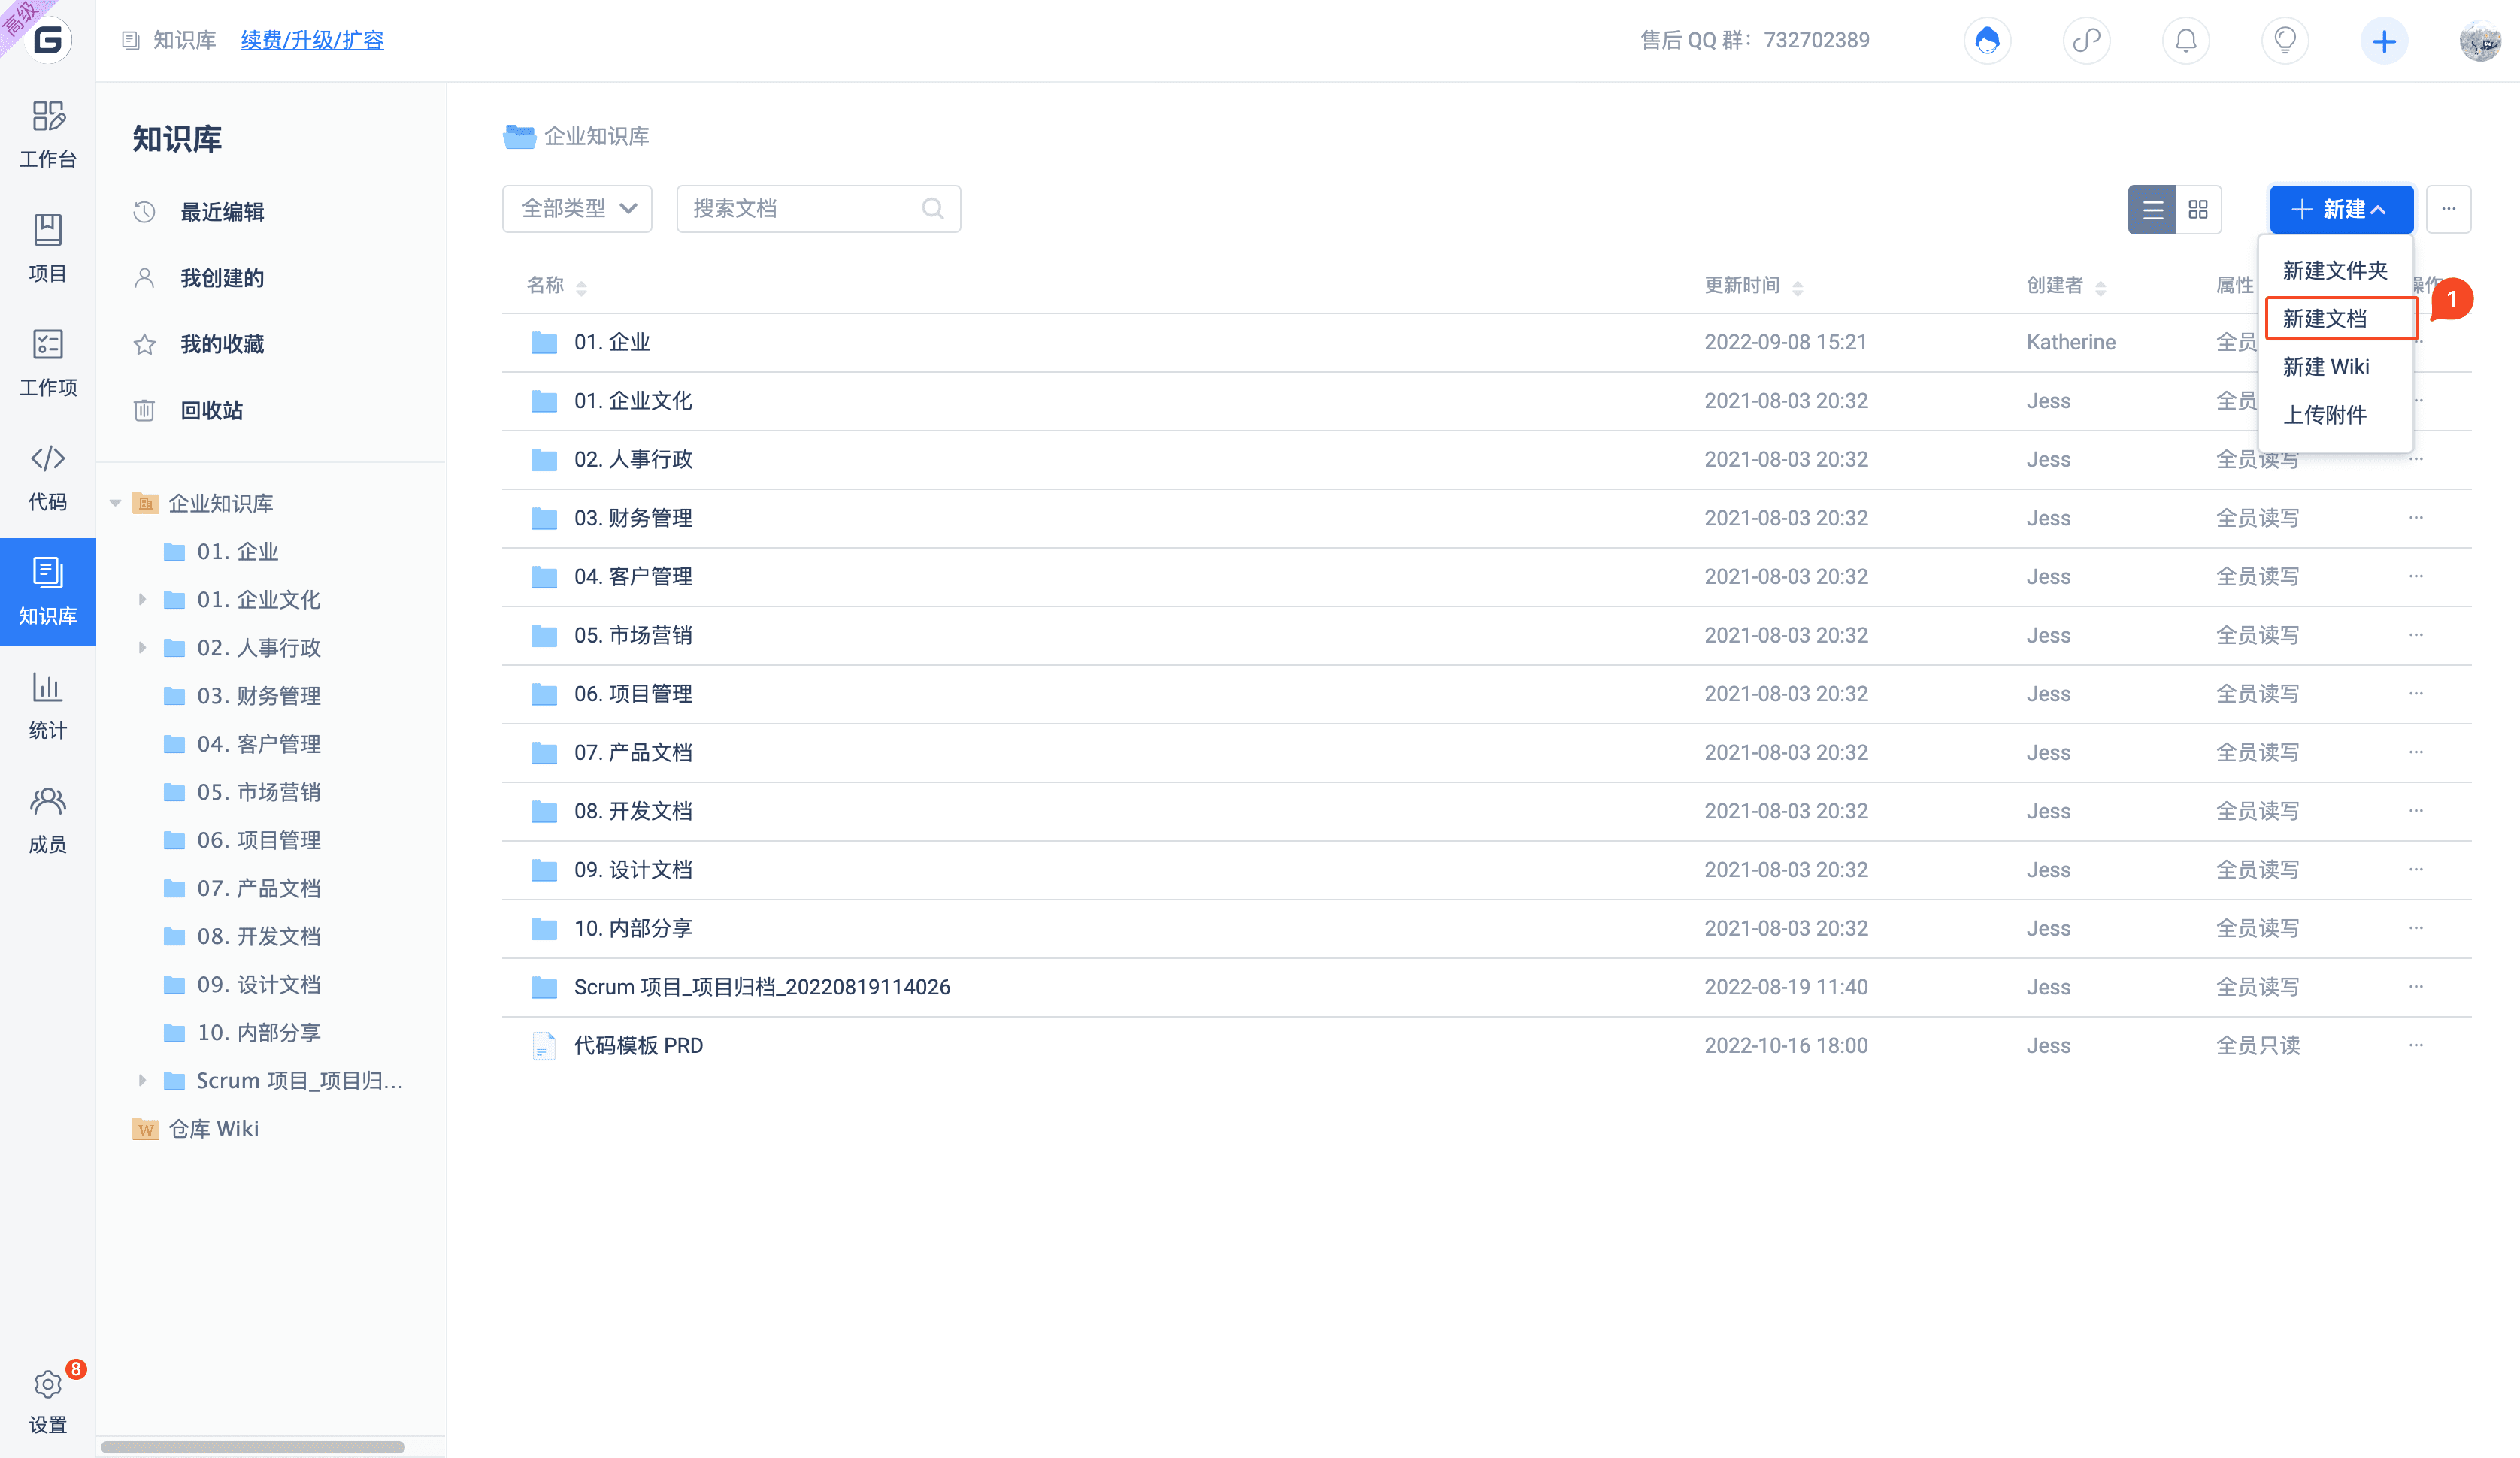 高级
G
知识库 续费/升级/扩容 售后 QQ 群：732702389
工作台
项目
工作项
代码
知识库
统计
成员
8
设置
知识库
最近编辑
我创建的
我的收藏
回收站
企业知识库
01. 企业
01. 企业文化
02. 人事行政
03. 财务管理
04. 客户管理
05. 市场营销
06. 项目管理
07. 产品文档
08. 开发文档
09. 设计文档
10. 内部分享
Scrum 项目_项目归...
W 仓库 Wiki
企业知识库
全部类型 搜索文档 新建 ...
新建文件夹
新建文档
新建 Wiki
上传附件
1
名称 更新时间 创建者 属性 操作
01. 企业 2022-09-08 15:21 Katherine 全员
01. 企业文化 2021-08-03 20:32 Jess 全员
02. 人事行政 2021-08-03 20:32 Jess 全员读写 ...
03. 财务管理 2021-08-03 20:32 Jess 全员读写 ...
04. 客户管理 2021-08-03 20:32 Jess 全员读写 ...
05. 市场营销 2021-08-03 20:32 Jess 全员读写 ...
06. 项目管理 2021-08-03 20:32 Jess 全员读写 ...
07. 产品文档 2021-08-03 20:32 Jess 全员读写 ...
08. 开发文档 2021-08-03 20:32 Jess 全员读写 ...
09. 设计文档 2021-08-03 20:32 Jess 全员读写 ...
10. 内部分享 2021-08-03 20:32 Jess 全员读写 ...
Scrum 项目_项目归档_20220819114026 2022-08-19 11:40 Jess 全员读写 ...
代码模板 PRD 2022-10-16 18:00 Jess 全员只读 ...